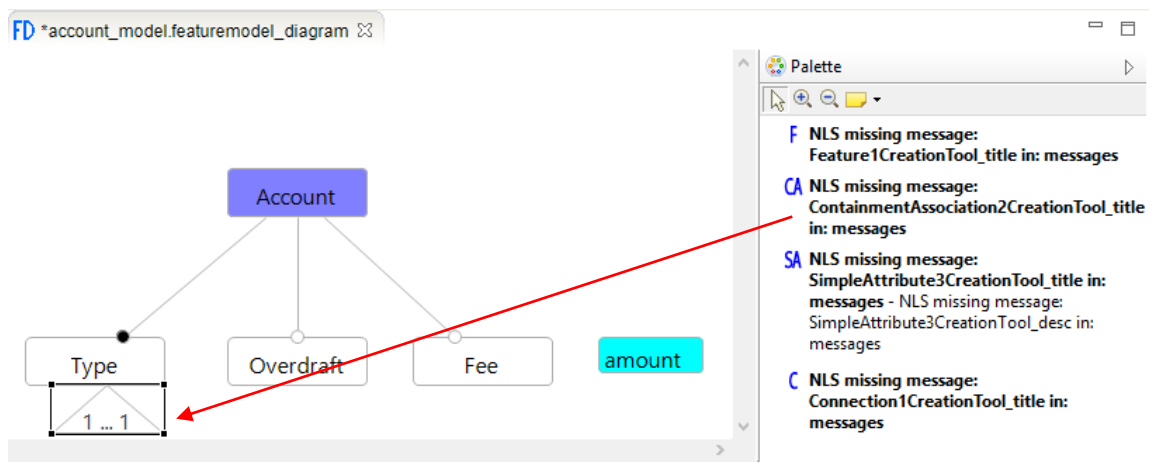 FD *account_model.featuremodel_diagram
Palette
F NLS missing message:
Feature1CreationTool_title in: messages
CA NLS missing message:
ContainmentAssociation2CreationTool_title
in: messages
SA NLS missing message:
SimpleAttribute3CreationTool_title in:
messages - NLS missing message:
SimpleAttribute3CreationTool_desc in:
messages
C NLS missing message:
Connection1CreationTool_title in:
messages
Account
Type
Overdraft
Fee
amount
1 ... 1